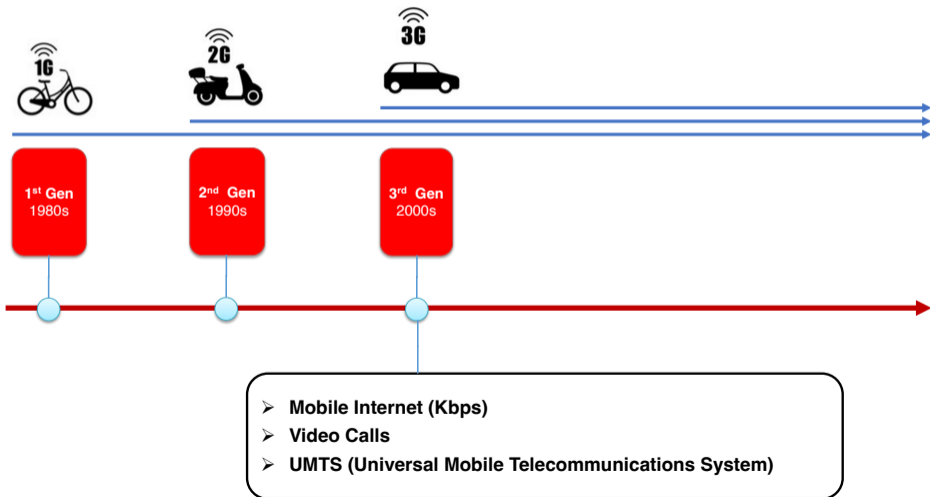 1G
2G
3G
1st Gen
1980s
2nd Gen
1990s
3rd Gen
2000s
➢ Mobile Internet (Kbps)
➢ Video Calls
➢ UMTS (Universal Mobile Telecommunications System)